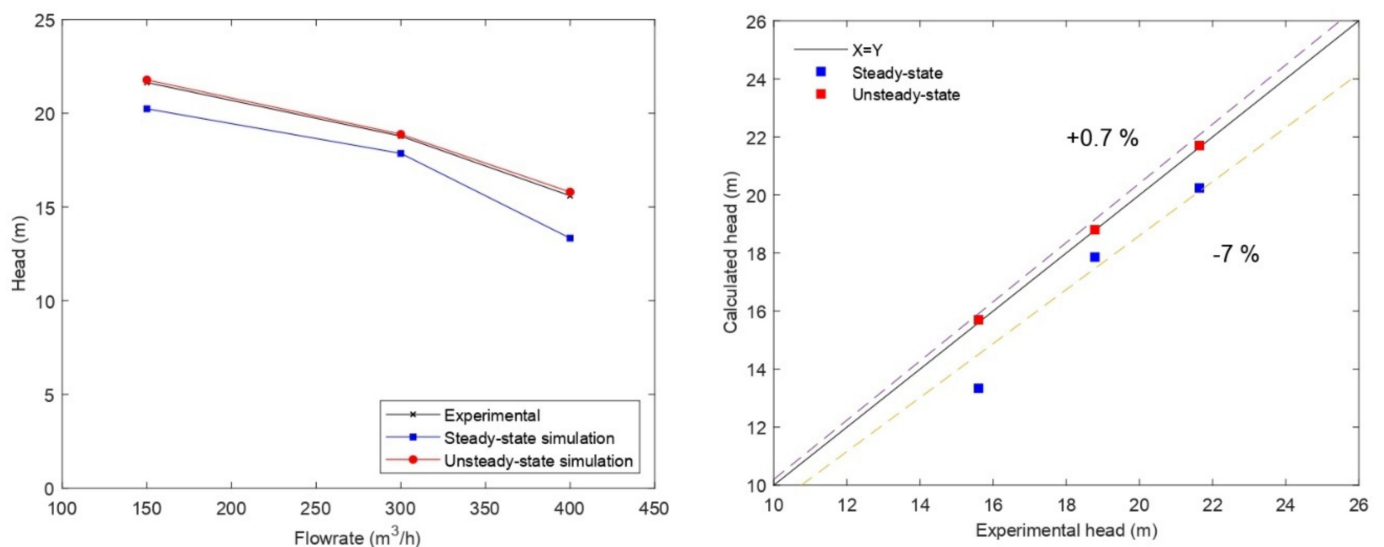 25
20
15
10
5
0
Head (m)
100 150 200 250 300 350 400 450
Flowrate (m³/h)
Experimental
Steady-state simulation
Unsteady-state simulation
26
24
22
20
18
16
14
12
10
Calculated head (m)
10 12 14 16 18 20 22 24 26
Experimental head (m)
X=Y
Steady-state
Unsteady-state
+0.7 %
-7 %